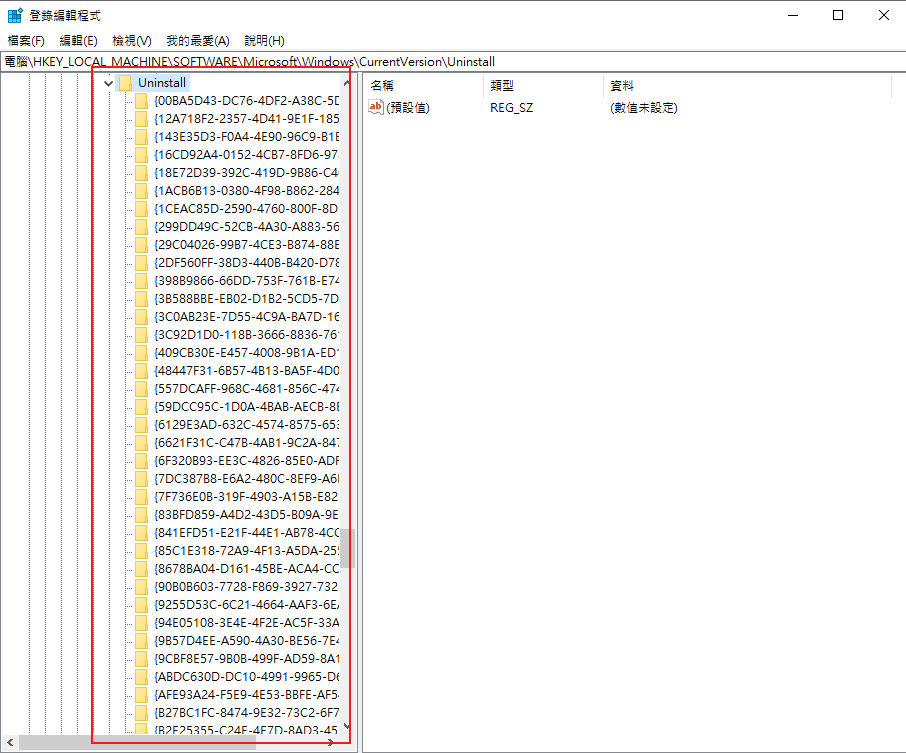 登錄編輯程式
檔案(F) 編輯(E) 檢視(V) 我的最愛(A) 說明(H)
電腦\HKEY_LOCAL_MACHINE\SOFTWARE\Microsoft\Windows\CurrentVersion\Uninstall
Uninstall
{00BA5D43-DC76-4DF2-A38C-5D
{12A718F2-2357-4D41-9E1F-185
{143E35D3-F0A4-4E90-96C9-B1E
{16CD92A4-0152-4CB7-8FD6-97
{18E72D39-392C-419D-9B86-C4
{1ACB6B13-0380-4F98-B862-284
{1CEAC85D-2590-4760-800F-8D
{299DD49C-52CB-4A30-A883-56
{29C04026-99B7-4CE3-B874-88E
{2DF560FF-38D3-440B-B420-D78
{398B9866-66DD-753F-761B-E74
{3B588BBE-EB02-D1B2-5CD5-7D
{3C0AB23E-7D55-4C9A-BA7D-16
{3C92D1D0-118B-3666-8836-76
{409CB30E-E457-4008-9B1A-ED
{48447F31-6B57-4B13-BA5F-4D0
{557DCAFF-968C-4681-856C-474
{59DCC95C-1D0A-4BAB-AECB-8E
{6129E3AD-632C-4574-8575-653
{6621F31C-C47B-4AB1-9C2A-847
{6F320B93-EE3C-4826-85E0-ADF
{7DC387B8-E6A2-480C-8EF9-A6
{7F736E0B-319F-4903-A15B-E82
{83BFD859-A4D2-43D5-B09A-9E
{841EFD51-E21F-44E1-AB78-4CC
{85C1E318-72A9-4F13-A5DA-255
{8678BA04-D161-45BE-ACA4-CC
{90B0B603-7728-F869-3927-732
{9255D53C-6C21-4664-AAF3-6E
{94E05108-3E4E-4F2E-AC5F-33A
{9B57D4EE-A590-4A30-BE56-7E4
{9CBF8E57-9B0B-499F-AD59-8A1
{ABDC630D-DC10-4991-9965-D6
{AFE93A24-F5E9-4E53-BBFE-AF5
{B27BC1FC-8474-9E32-73C2-6F7
{B2F25355-C24F-4F7D-8AD3-45
名稱 類型 資料
(預設值) REG_SZ (數值未設定)